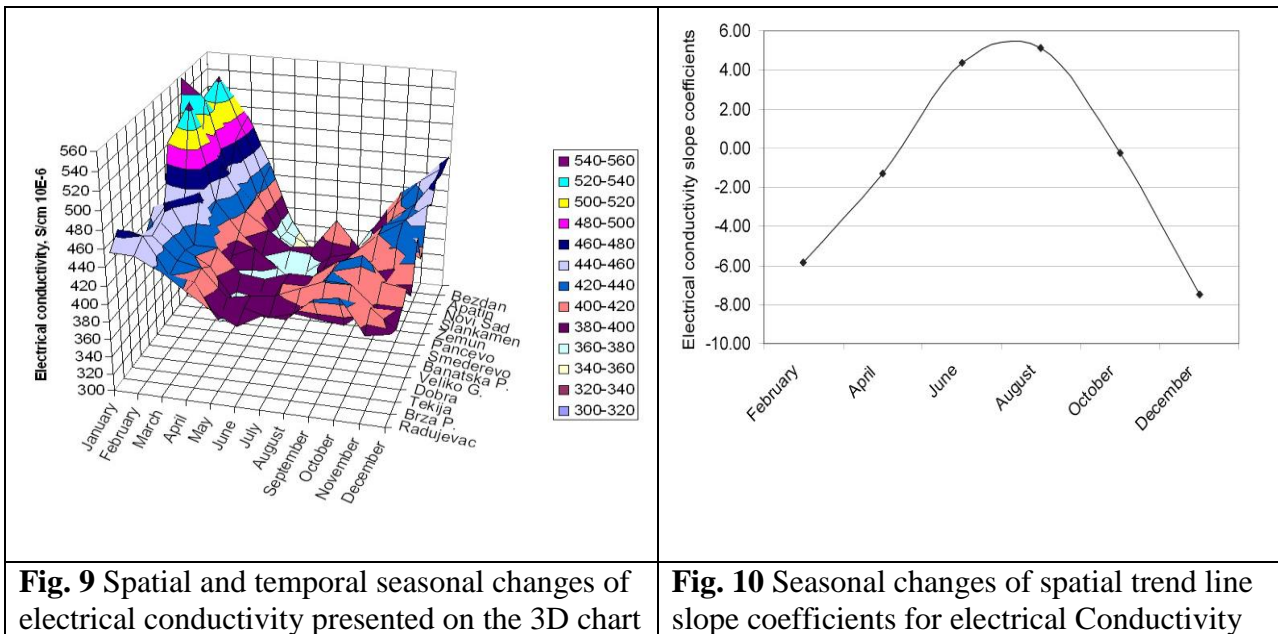 Electrical conductivity, S/cm 10E-6
560
540
520
500
480
460
440
420
400
380
360
340
320
300
January
February
March
April
May
June
July
August
September
October
November
December
Bezdan
Apatin
Novi Sad
Slankamen
Zemun
Pancevo
Smederevo
Banatska P.
Veliko G.
Dobra
Tekija
Brza P.
Radujevac
540-560
520-540
500-520
480-500
460-480
440-460
420-440
400-420
380-400
360-380
340-360
320-340
300-320
Fig. 9 Spatial and temporal seasonal changes of
electrical conductivity presented on the 3D chart
Electrical conductivity slope coefficients
6.00
4.00
2.00
0.00
-2.00
-4.00
-6.00
-8.00
-10.00
February
April
June
August
October
December
Fig. 10 Seasonal changes of spatial trend line
slope coefficients for electrical Conductivity